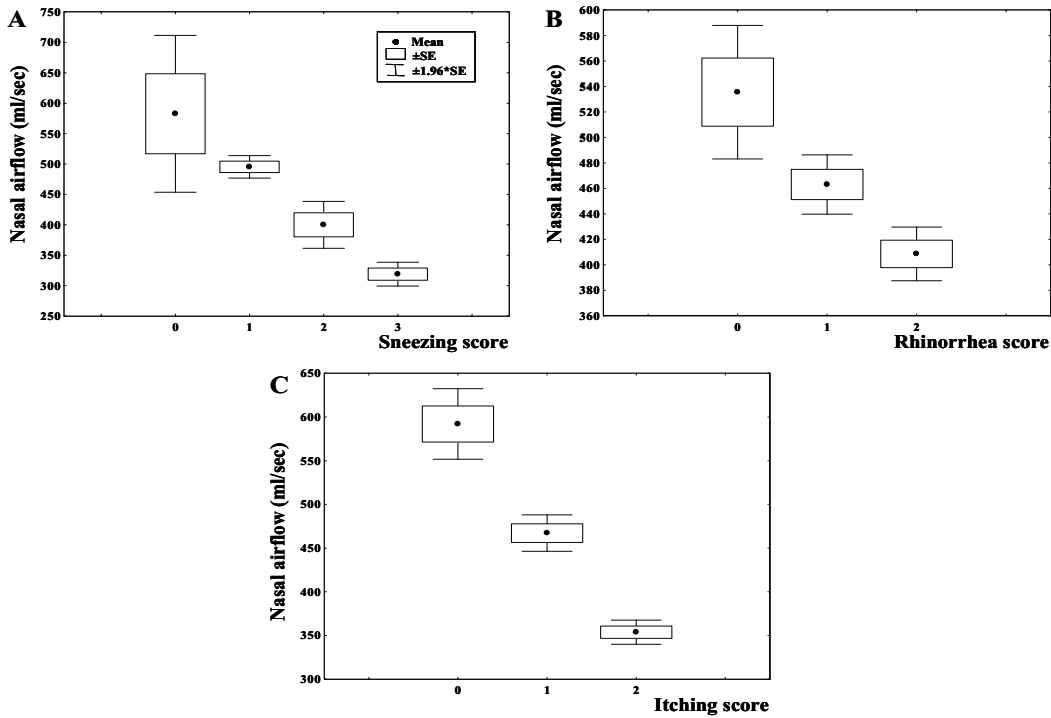 A
Nasal airflow (ml/sec)
750
700
650
600
550
500
450
400
350
300
250
0 1 2 3
Sneezing score
Mean
±SE
±1.96*SE
B
Nasal airflow (ml/sec)
600
580
560
540
520
500
480
460
440
420
400
380
360
0 1 2
Rhinorrhea score
C
Nasal airflow (ml/sec)
650
600
550
500
450
400
350
300
0 1 2
Itching score